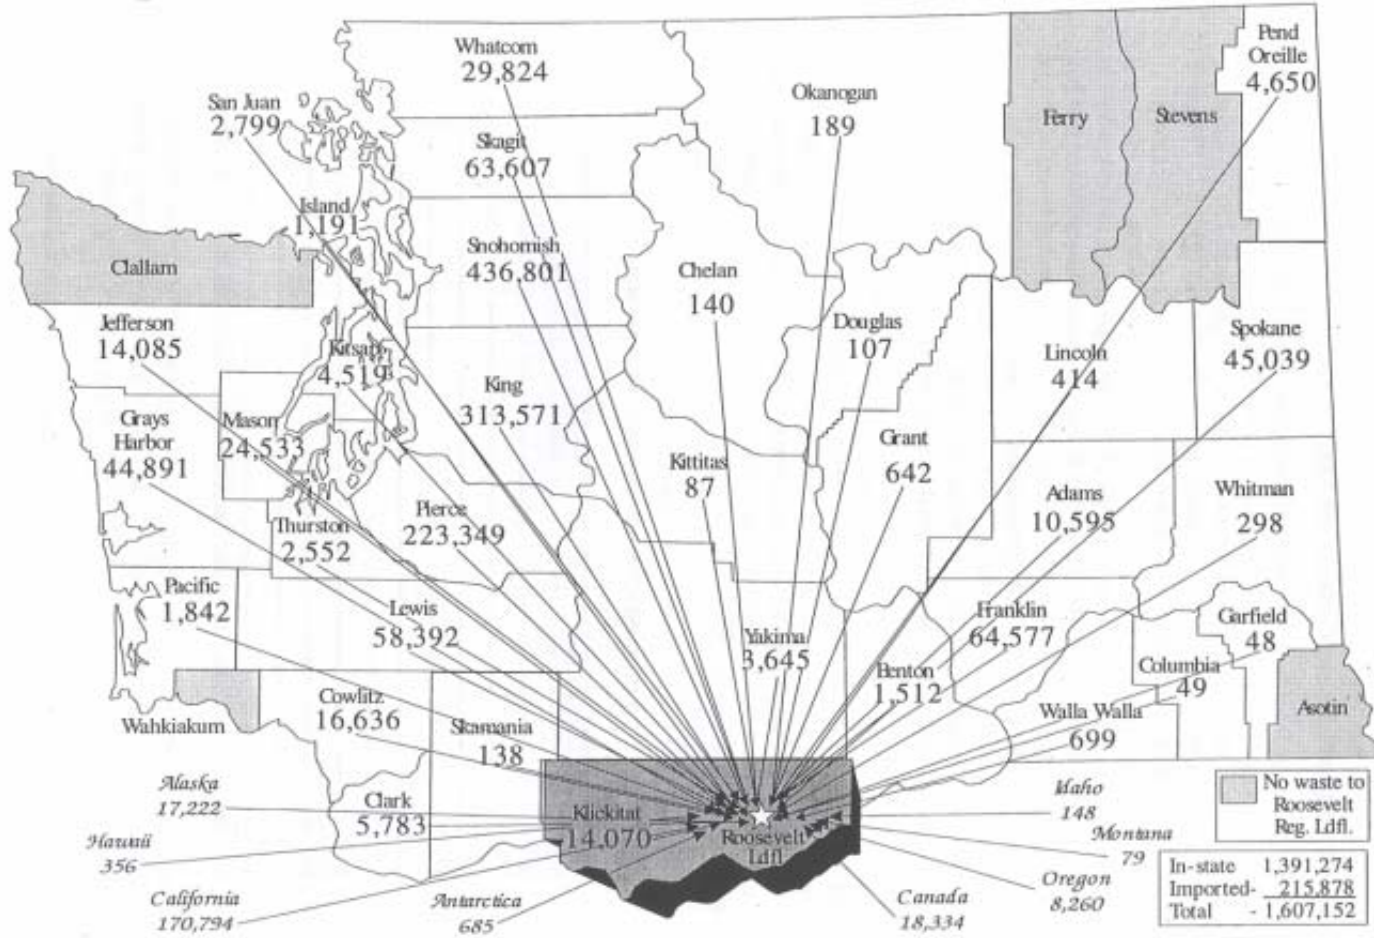 Whatcom
29,824
San Juan
2,799
Skagit
63,607
Island
1,191
Snohomish
436,801
Okanogan
189
Ferry
Stevens
Pend
Oreille
4,650
Clallam
Chelan
140
Jefferson
14,085
Kitsap
4,519
King
313,571
Douglas
107
Lincoln
414
Spokane
45,039
Grays
Harbor
44,891
Mason
24,533
Kittitas
87
Grant
642
Thurston
2,552
Pierce
223,349
Adams
10,595
Whitman
298
Pacific
1,842
Lewis
58,392
Yakima
3,645
Franklin
64,577
Garfield
48
Benton
1,512
Columbia
49
Wahkiakum
Cowlitz
16,636
Skamania
138
Walla Walla
699
Asotin
Alaska
17,222
Clark
5,783
Klickitat
14,070
Roosevelt
Ldfl.
Idaho
148
No waste to
Roosevelt
Reg. Ldfl.
Hawaii
356
Montana
79
California
170,794
Antarctica
685
Canada
18,334
Oregon
8,260
In-state 1,391,274
Imported- 215,878
Total - 1,607,152